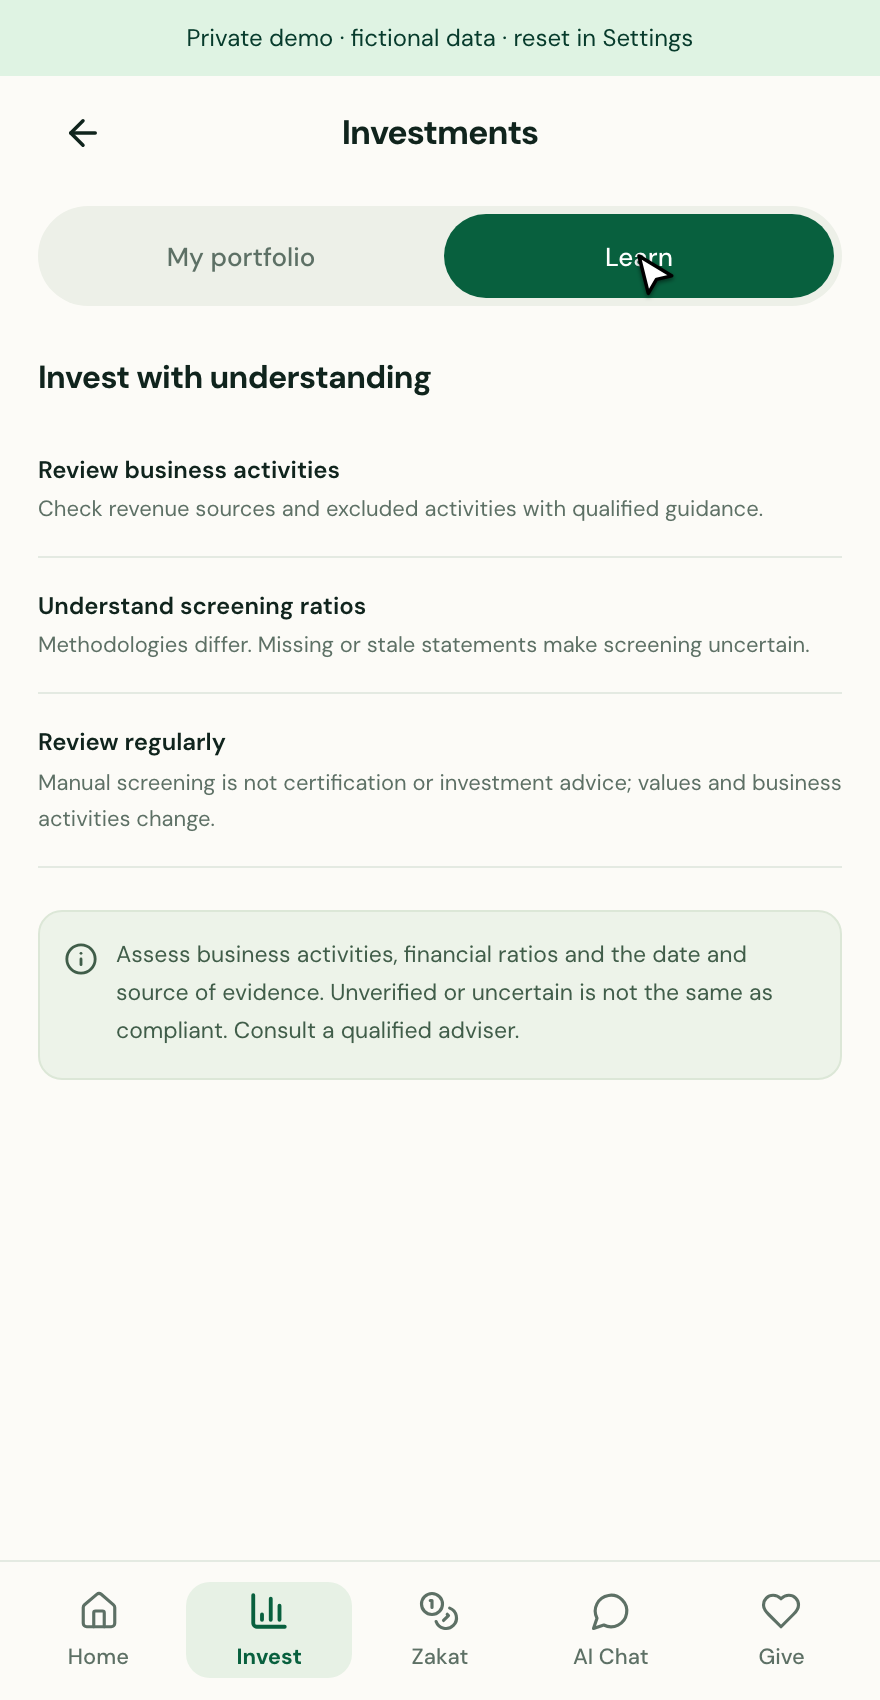 Private demo · fictional data · reset in Settings
Investments
My portfolio
Learn
Invest with understanding
Review business activities
Check revenue sources and excluded activities with qualified guidance.
Understand screening ratios
Methodologies differ. Missing or stale statements make screening uncertain.
Review regularly
Manual screening is not certification or investment advice; values and business
activities change.
Assess business activities, financial ratios and the date and
source of evidence. Unverified or uncertain is not the same as
compliant. Consult a qualified adviser.
Home
Invest
Zakat
AI Chat
Give